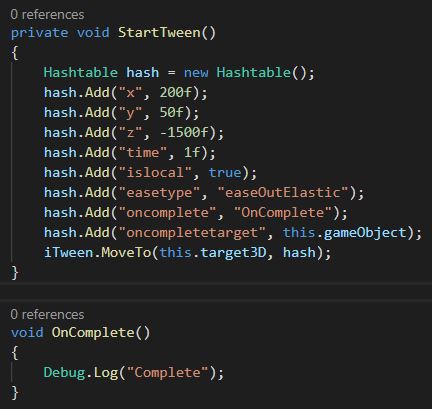 0 references
private void StartTween()
{
    Hashtable hash = new Hashtable();
    hash.Add("x", 200f);
    hash.Add("y", 50f);
    hash.Add("z", -1500f);
    hash.Add("time", 1f);
    hash.Add("islocal", true);
    hash.Add("easetype", "easeOutElastic");
    hash.Add("oncomplete", "OnComplete");
    hash.Add("oncompletetarget", this.gameObject);
    iTween.MoveTo(this.target3D, hash);
}
0 references
void OnComplete()
{
    Debug.Log("Complete");
}